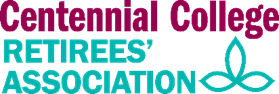 Centennial College
RETIREES'
ASSOCIATION